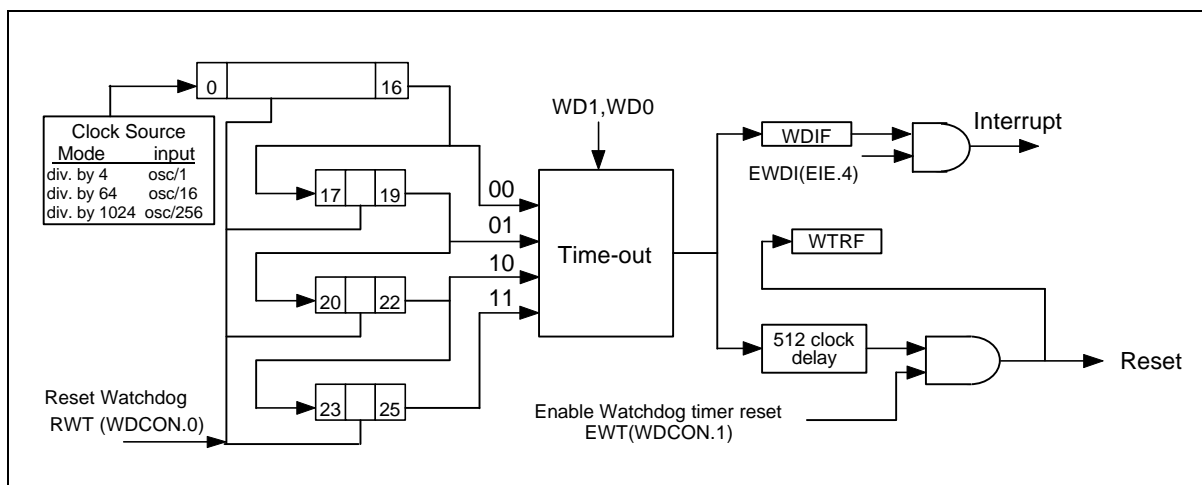 0 16
Clock Source
Mode input
div. by 4 osc/1
div. by 64 osc/16
div. by 1024 osc/256
17 19
20 22
23 25
Reset Watchdog
RWT (WDCON.0)
WD1,WD0
00
01
10
11
Time-out
WDIF
EWDI(EIE.4)
Interrupt
WTRF
512 clock
delay
Enable Watchdog timer reset
EWT(WDCON.1)
Reset